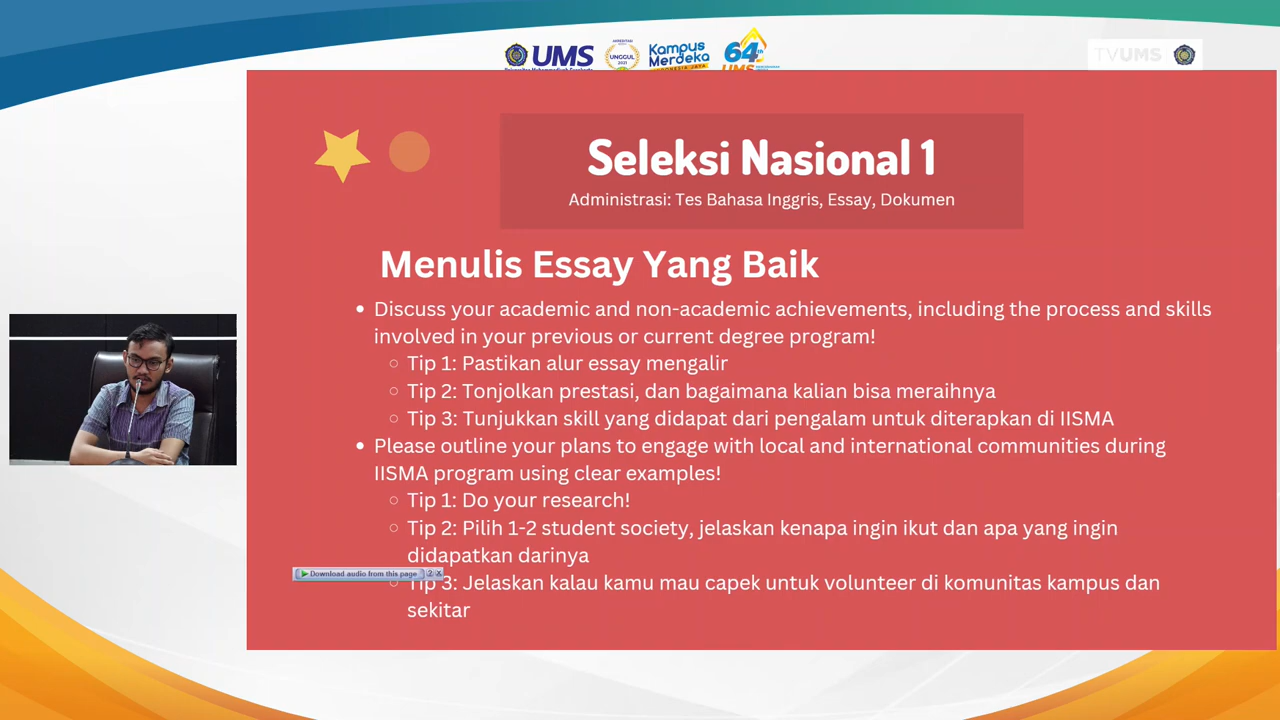 UMS
AKREDITASI
UNGGUL
2021
Kampus
Merdeka
INDONESIA JAYA
64th
UMS
TVUMS
Seleksi Nasional 1
Administrasi: Tes Bahasa Inggris, Essay, Dokumen
Menulis Essay Yang Baik
• Discuss your academic and non-academic achievements, including the process and skills
involved in your previous or current degree program!
○ Tip 1: Pastikan alur essay mengalir
○ Tip 2: Tonjolkan prestasi, dan bagaimana kalian bisa meraihnya
○ Tip 3: Tunjukkan skill yang didapat dari pengalam untuk diterapkan di IISMA
• Please outline your plans to engage with local and international communities during
IISMA program using clear examples!
○ Tip 1: Do your research!
○ Tip 2: Pilih 1-2 student society, jelaskan kenapa ingin ikut dan apa yang ingin
didapatkan darinya
Download audio from this page ? X
○ Tip 3: Jelaskan kalau kamu mau capek untuk volunteer di komunitas kampus dan
sekitar